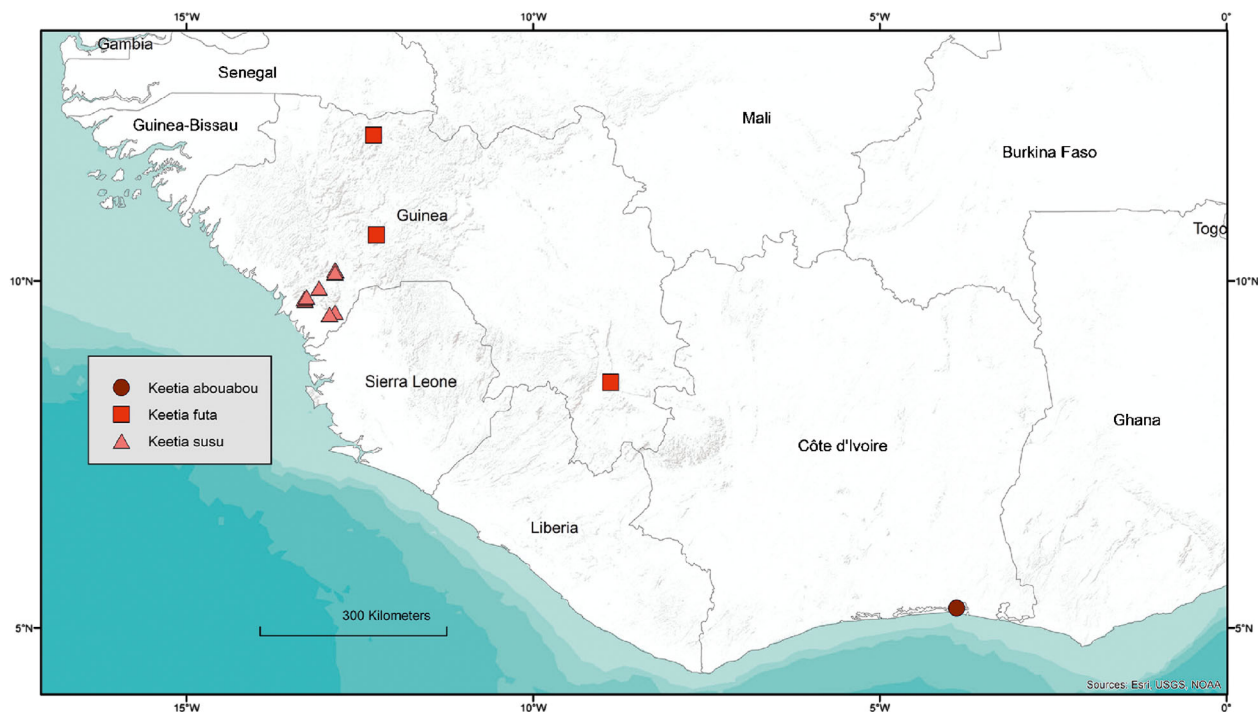 15°W 10°W 5°W 0°
Gambia
Senegal
Guinea-Bissau
Mali
Burkina Faso
Guinea
Togo
10°N 10°N
Keetia abouabou
Keetia futa
Keetia susu
Sierra Leone
Côte d'Ivoire
Ghana
Liberia
300 Kilometers
5°N 5°N
Sources: Esri, USGS, NOAA
15°W 10°W 5°W 0°